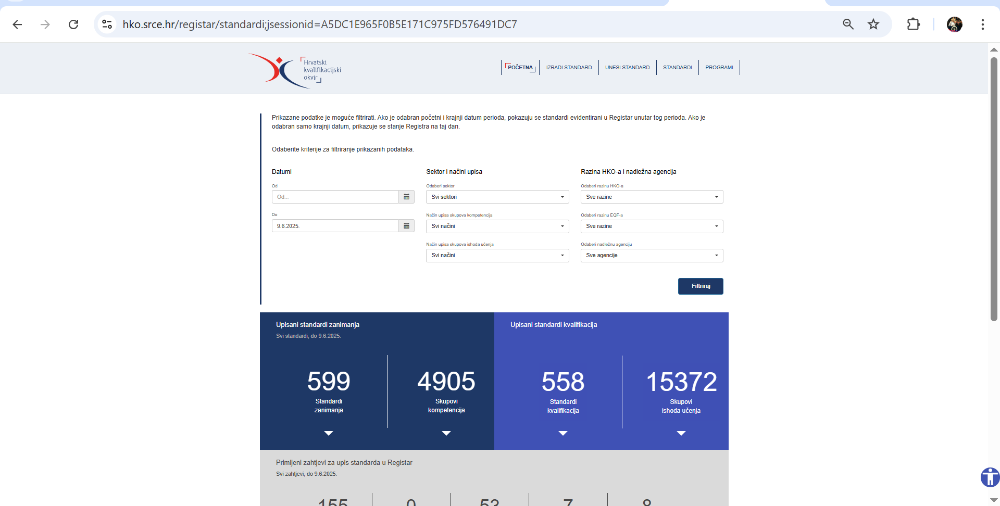 hko.srce.hr/registar/standardi;jsessionid=A5DC1E965F0B5E171C975FD576491DC7
Hrvatski
kvalifikacijski
okvir
POČETNA
IZRADI STANDARD
UNESI STANDARD
STANDARDI
PROGRAMI
Prikazane podatke je moguće filtrirati. Ako je odabran početni i krajnji datum perioda, pokazuju se standardi evidentirani u Registar unutar tog perioda. Ako je
odabran samo krajnji datum, prikazuje se stanje Registra na taj dan.
Odaberite kriterije za filtriranje prikazanih podataka.
Datumi
Od
Od...
Do
9.6.2025.
Sektor i načini upisa
Odaberi sektor
Svi sektori
Način upisa skupova kompetencija
Svi načini
Način upisa skupova ishoda učenja
Svi načini
Razina HKO-a i nadležna agencija
Odaberi razinu HKO-a
Sve razine
Odaberi razinu EQF-a
Sve razine
Odaberi nadležnu agenciju
Sve agencije
Filtriraj
Upisani standardi zanimanja
Svi standardi, do 9.6.2025.
599
Standardi
zanimanja
4905
Skupovi
kompetencija
Upisani standardi kvalifikacija
558
Standardi
kvalifikacija
15372
Skupovi
ishoda učenja
Primljeni zahtjevi za upis standarda u Registar
Svi zahtjevi, do 9.6.2025.
155
0
53
7
8